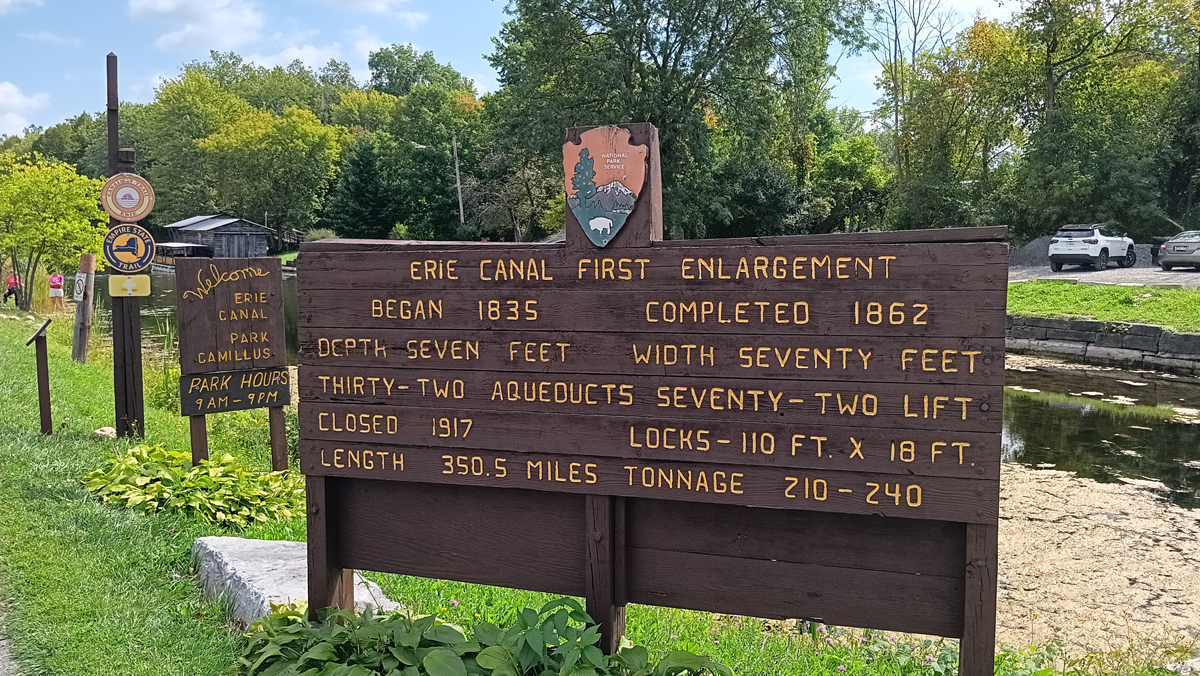 NATIONAL
PARK
SERVICE
ERIE CANAL FIRST ENLARGEMENT
BEGAN 1835 COMPLETED 1862
DEPTH SEVEN FEET WIDTH SEVENTY FEET
THIRTY-TWO AQUEDUCTS SEVENTY-TWO LIFT
CLOSED 1917 LOCKS-110 FT. X 18 FT.
LENGTH 350.5 MILES TONNAGE 210-240
ERIE
EMPIRE STATE
TRAIL
Welcome
ERIE
CANAL
PARK
CAMILLUS
PARK HOURS
9AM-9PM